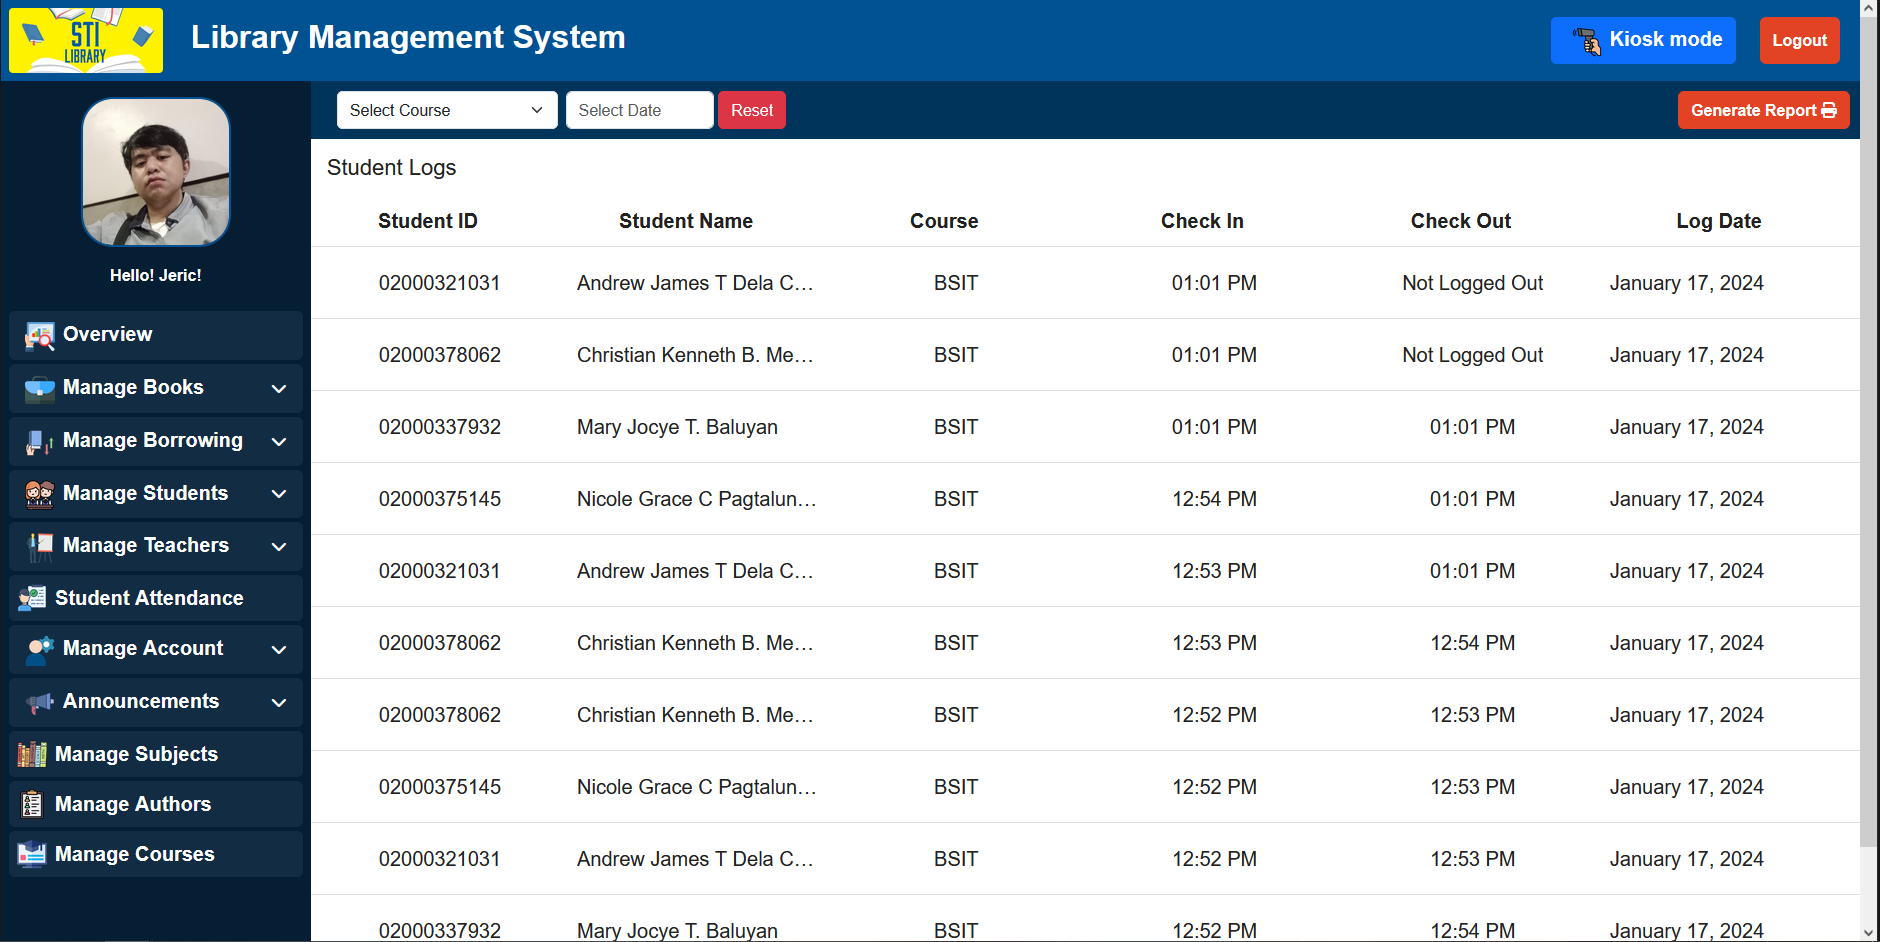 STI
LIBRARY
Library Management System
Kiosk mode
Logout
Select Course
Select Date
Reset
Generate Report
Hello! Jeric!
Overview
Manage Books
Manage Borrowing
Manage Students
Manage Teachers
Student Attendance
Manage Account
Announcements
Manage Subjects
Manage Authors
Manage Courses
Student Logs
Student ID Student Name Course Check In Check Out Log Date
02000321031 Andrew James T Dela C... BSIT 01:01 PM Not Logged Out January 17, 2024
02000378062 Christian Kenneth B. Me... BSIT 01:01 PM Not Logged Out January 17, 2024
02000337932 Mary Jocye T. Baluyan BSIT 01:01 PM 01:01 PM January 17, 2024
02000375145 Nicole Grace C Pagtalun... BSIT 12:54 PM 01:01 PM January 17, 2024
02000321031 Andrew James T Dela C... BSIT 12:53 PM 01:01 PM January 17, 2024
02000378062 Christian Kenneth B. Me... BSIT 12:53 PM 12:54 PM January 17, 2024
02000378062 Christian Kenneth B. Me... BSIT 12:52 PM 12:53 PM January 17, 2024
02000375145 Nicole Grace C Pagtalun... BSIT 12:52 PM 12:53 PM January 17, 2024
02000321031 Andrew James T Dela C... BSIT 12:52 PM 12:53 PM January 17, 2024
02000337932 Mary Jocye T. Baluyan BSIT 12:52 PM 12:54 PM January 17, 2024